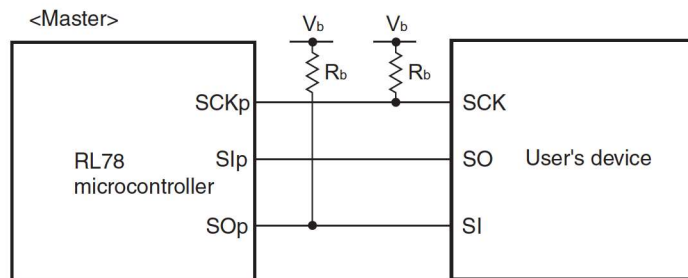 <Master>
Vb Vb
Rb Rb
SCKp SCK
RL78
microcontroller
SIp SO
User's device
SOp SI